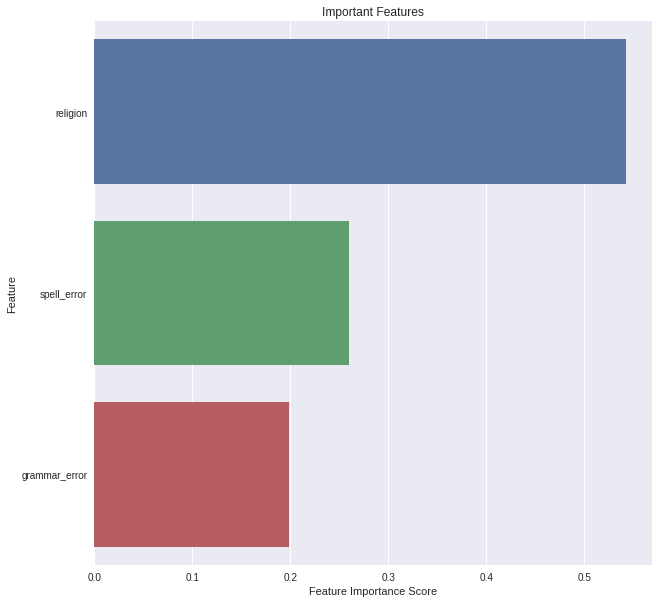 Important Features
religion
spell_error
grammar_error
Feature
0.0 0.1 0.2 0.3 0.4 0.5
Feature Importance Score